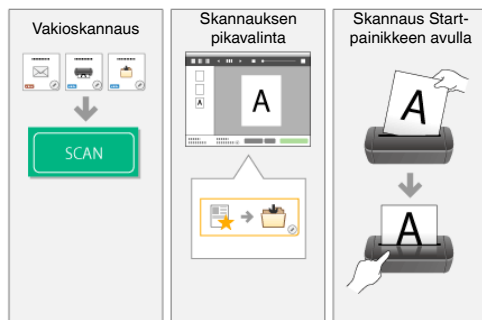 Vakioskannaus
SCAN
Skannauksen
pikavalinta
A
A
Skannaus Start-
painikkeen avulla
A
A